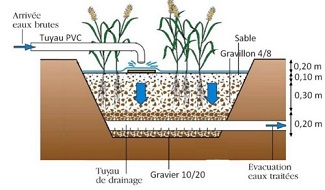 Arrivée
eaux brutes
Tuyau PVC
Sable
Gravillon 4/8
0,20 m
0,10 m
0,30 m
0,20 m
Tuyau
de drainage
Gravier 10/20
Évacuation
eaux traitées